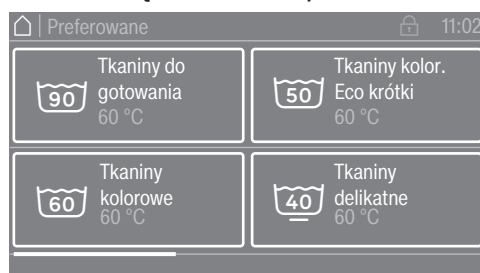 Preferowane
11:02
90
Tkaniny do
gotowania
60 °C
50
Tkaniny kolor.
Eco krótki
60 °C
60
Tkaniny
kolorowe
60 °C
40
Tkaniny
delikatne
60 °C